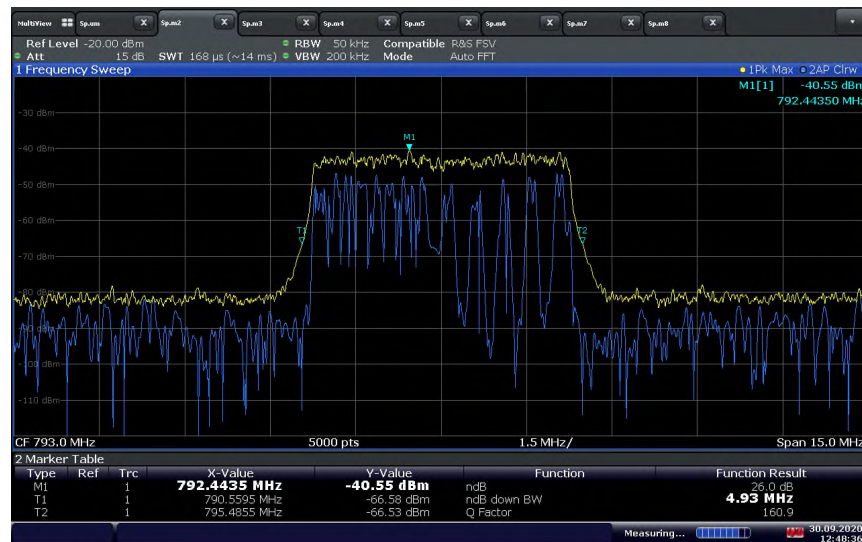 MultiView Sp.um X Sp.m2 X Sp.m3 X Sp.m4 X Sp.m5 X Sp.m6 X Sp.m7 X Sp.m8 X
Ref Level -20.00 dBm RBW 50 kHz Compatible R&S FSV
Att 15 dB SWT 168 µs (~14 ms) VBW 200 kHz Mode Auto FFT
1 Frequency Sweep 1Pk Max 2AP Clrw
M1[1] -40.55 dBm
792.44350 MHz
-30 dBm
M1
-40 dBm
-50 dBm
-60 dBm
T1 T2
-70 dBm
-80 dBm
-90 dBm
-100 dBm
-110 dBm
CF 793.0 MHz 5000 pts 1.5 MHz/ Span 15.0 MHz
2 Marker Table
Type Ref Trc X-Value Y-Value Function Function Result
M1 1 792.4435 MHz -40.55 dBm ndB 26.0 dB
T1 1 790.5595 MHz -66.58 dBm ndB down BW 4.93 MHz
T2 1 795.4855 MHz -66.53 dBm Q Factor 160.9
Measuring... 30.09.2020
12:48:36